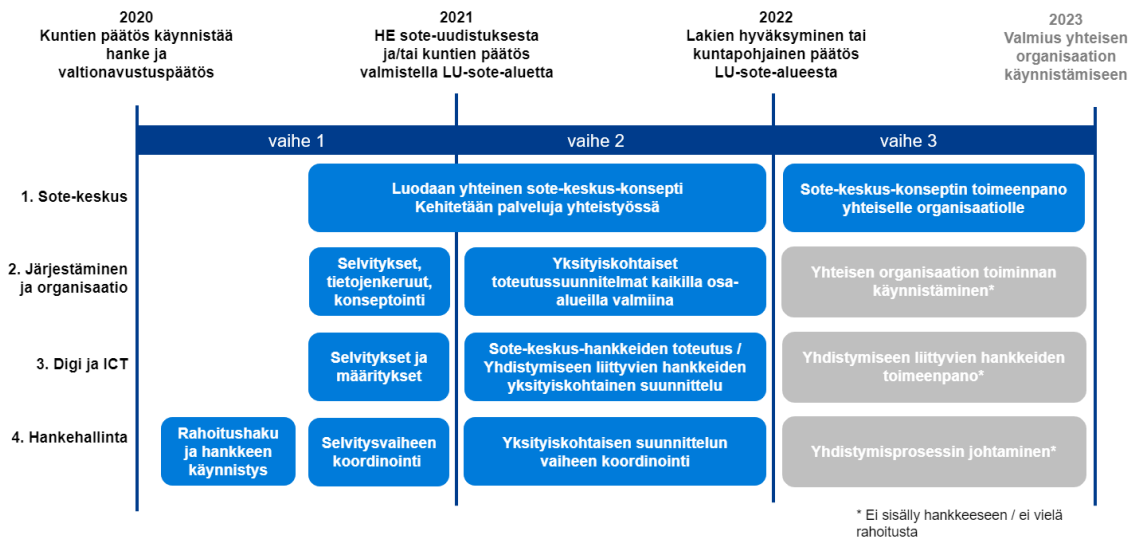 2020
Kuntien päätös käynnistää
hanke ja
valtionavustuspäätös
2021
HE sote-uudistuksesta
ja/tai kuntien päätös
valmistella LU-sote-aluetta
2022
Lakien hyväksyminen tai
kuntapohjainen päätös
LU-sote-alueesta
2023
Valmius yhteisen
organisaation
käynnistämiseen
vaihe 1
vaihe 2
vaihe 3
1. Sote-keskus
Luodaan yhteinen sote-keskus-konsepti
Kehitetään palveluja yhteistyössä
Sote-keskus-konseptin toimeenpano
yhteiselle organisaatiolle
2. Järjestäminen
ja organisaatio
Selvitykset,
tietojenkeruut,
konseptointi
Yksityiskohtaiset
toteutussuunnitelmat kaikilla osa-
alueilla valmiina
Yhteisen organisaation toiminnan
käynnistäminen*
3. Digi ja ICT
Selvitykset ja
määritykset
Sote-keskus-hankkeiden toteutus /
Yhdistymiseen liittyvien hankkeiden
yksityiskohtainen suunnittelu
Yhdistymiseen liittyvien hankkeiden
toimeenpano*
4. Hankehallinta
Rahoitushaku
ja hankkeen
käynnistys
Selvitysvaiheen
koordinointi
Yksityiskohtaisen suunnittelun
vaiheen koordinointi
Yhdistymisprosessin johtaminen*
* Ei sisälly hankkeeseen / ei vielä
rahoitusta